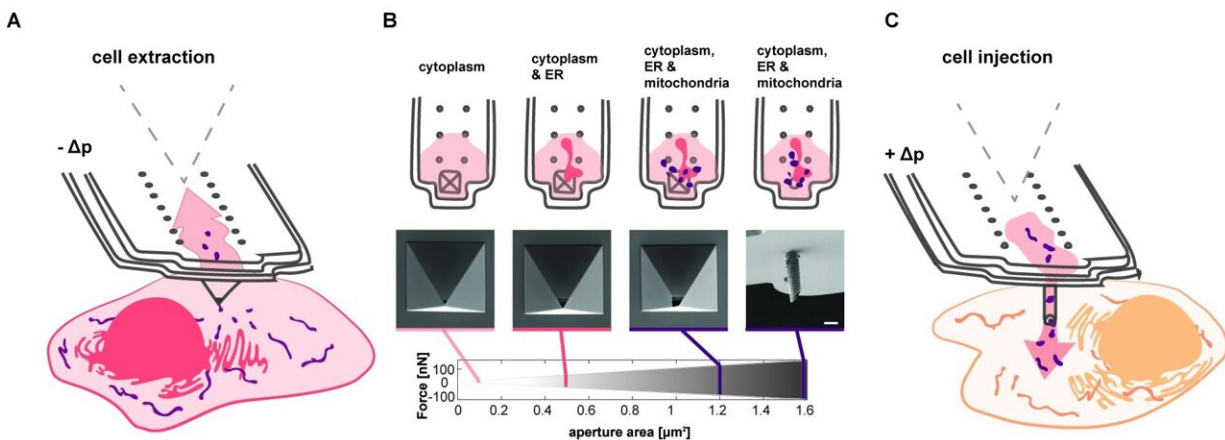 A
cell extraction
- Δp
B
cytoplasm
cytoplasm
& ER
cytoplasm,
ER &
mitochondria
cytoplasm,
ER &
mitochondria
Force [nN]
100
0
-100
0
0.2
0.4
0.6
0.8
1.0
1.2
1.4
1.6
aperture area [µm²]
C
cell injection
+ Δp